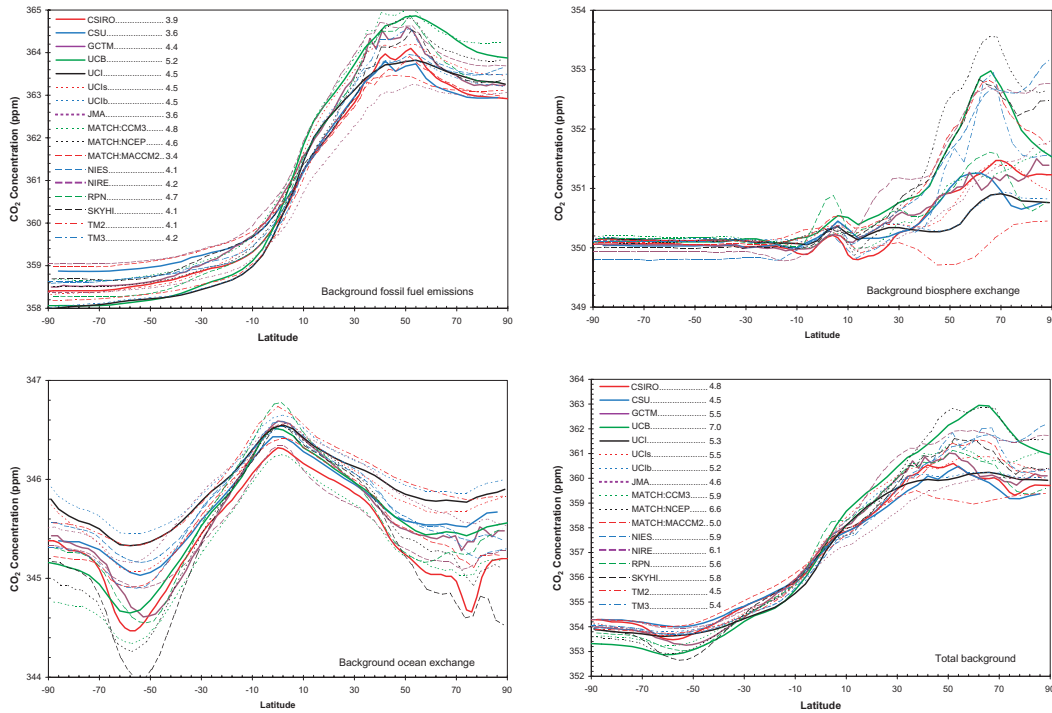 365
364
363
362
361
360
359
358
CO2 Concentration (ppm)
CSIRO 3.9
CSU 3.6
GCTM 4.4
UCB 5.2
UCI 4.5
UCIs 4.5
UCIb 4.5
JMA 3.6
MATCH:CCM3 4.8
MATCH:NCEP 4.6
MATCH:MACCM2 3.4
NIES 4.1
NIRE 4.2
RPN 4.7
SKYHI 4.1
TM2 4.1
TM3 4.2
Background fossil fuel emissions
-90 -70 -50 -30 -10 10 30 50 70 90
Latitude
354
353
352
351
350
349
CO2 Concentration (ppm)
Background biosphere exchange
-90 -70 -50 -30 -10 10 30 50 70 90
Latitude
347
346
345
344
CO2 Concentration (ppm)
Background ocean exchange
-90 -70 -50 -30 -10 10 30 50 70 90
Latitude
364
363
362
361
360
359
358
357
356
355
354
353
352
CO2 Concentration (ppm)
CSIRO 4.8
CSU 4.5
GCTM 5.5
UCB 7.0
UCI 5.3
UCIs 5.5
UCIb 5.2
JMA 4.6
MATCH:CCM3 5.9
MATCH:NCEP 6.6
MATCH:MACCM2 5.0
NIES 5.9
NIRE 6.1
RPN 5.6
SKYHI 5.8
TM2 4.5
TM3 5.4
Total background
-90 -70 -50 -30 -10 10 30 50 70 90
Latitude